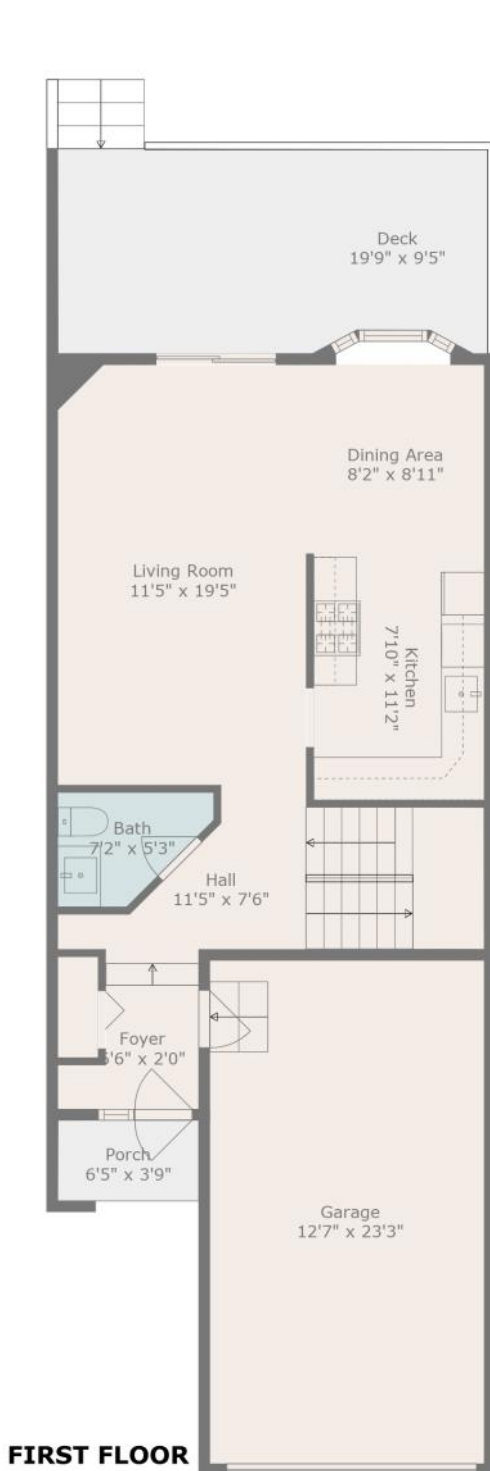 Deck
19'9" x 9'5"
Dining Area
8'2" x 8'11"
Living Room
11'5" x 19'5"
Kitchen
7'10" x 11'2"
Bath
7'2" x 5'3"
Hall
11'5" x 7'6"
Foyer
x 2'0"
Porch
6'5" x 3'9"
Garage
12'7" x 23'3"
FIRST FLOOR